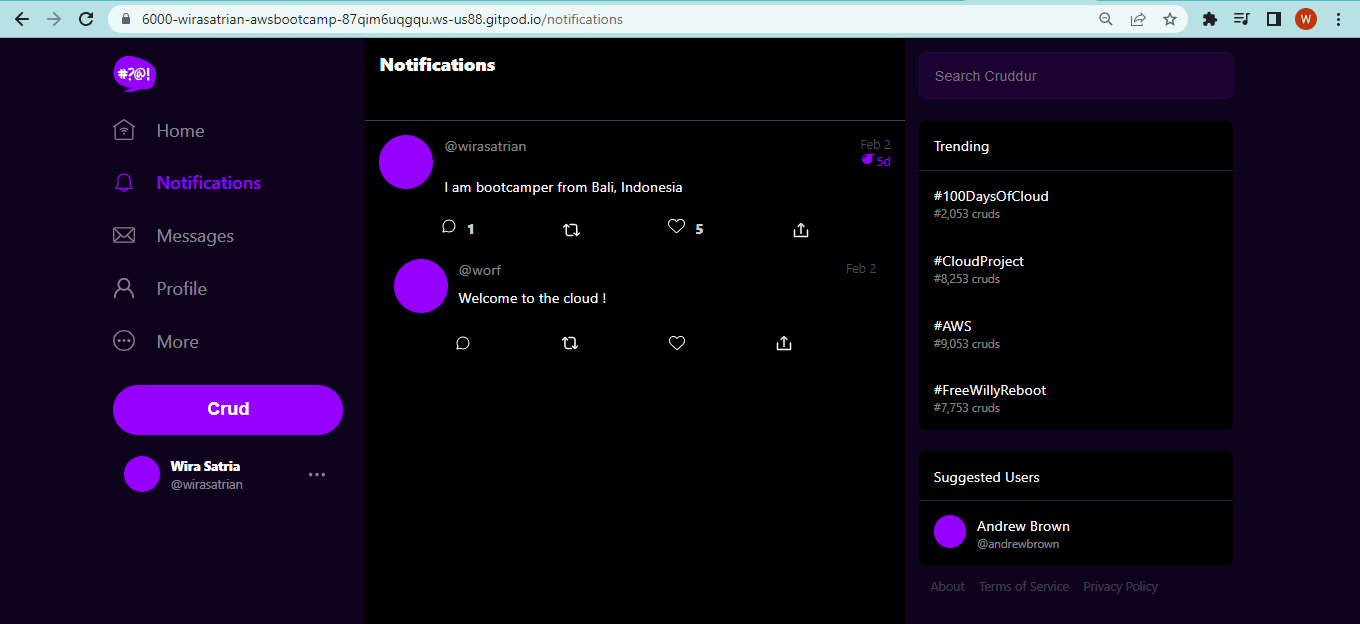 6000-wirasatrian-awsbootcamp-87qim6uqgqu.ws-us88.gitpod.io/notifications
W
#?@!
Home
Notifications
Messages
Profile
More
Crud
Wira Satria
@wirasatrian
Notifications
@wirasatrian
Feb 2
5d
I am bootcamper from Bali, Indonesia
1
5
@worf
Feb 2
Welcome to the cloud !
Search Cruddur
Trending
#100DaysOfCloud
#2,053 cruds
#CloudProject
#8,253 cruds
#AWS
#9,053 cruds
#FreeWillyReboot
#7,753 cruds
Suggested Users
Andrew Brown
@andrewbrown
About Terms of Service Privacy Policy